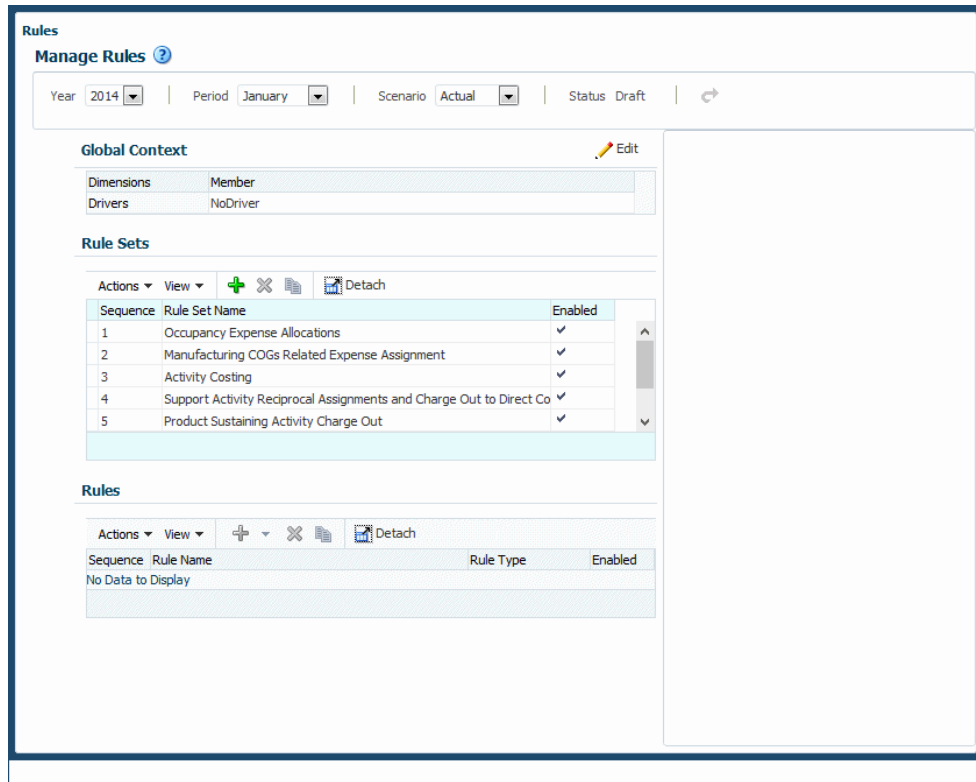 Rules
Manage Rules ?
Year 2014 Period January Scenario Actual Status Draft
Global Context Edit
Dimensions Member
Drivers NoDriver
Rule Sets
Actions View Detach
Sequence Rule Set Name Enabled
1 Occupancy Expense Allocations
2 Manufacturing COGs Related Expense Assignment
3 Activity Costing
4 Support Activity Reciprocal Assignments and Charge Out to Direct Co
5 Product Sustaining Activity Charge Out
Rules
Actions View Detach
Sequence Rule Name Rule Type Enabled
No Data to Display